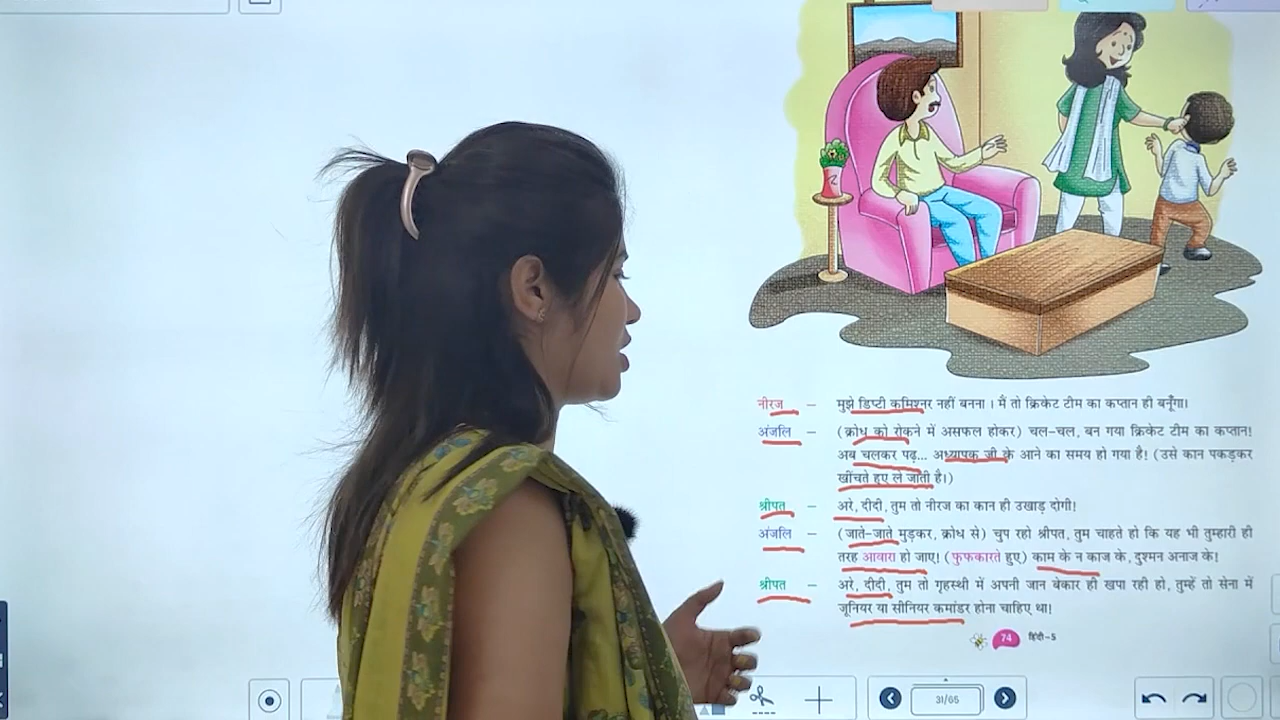 नीरज – मुझे डिप्टी कमिश्नर नहीं बनना। मैं तो क्रिकेट टीम का कप्तान ही बनूँगा।
अंजलि – (क्रोध को रोकने में असफल होकर) चल-चल, बन गया क्रिकेट टीम का कप्तान!
अब चलकर पढ़... अध्यापक जी के आने का समय हो गया है! (उसे कान पकड़कर
खींचते हुए ले जाती है।)
श्रीपत – अरे, दीदी, तुम तो नीरज का कान ही उखाड़ दोगी!
अंजलि – (जाते-जाते मुड़कर, क्रोध से) चुप रहो श्रीपत, तुम चाहते हो कि यह भी तुम्हारी ही
तरह आवारा हो जाए! (फुफकारते हुए) काम के न काज के, दुश्मन अनाज के!
श्रीपत – अरे, दीदी, तुम तो गृहस्थी में अपनी जान बेकार ही खपा रही हो, तुम्हें तो सेना में
जूनियर या सीनियर कमांडर होना चाहिए था!
74 हिंदी-5
31/65